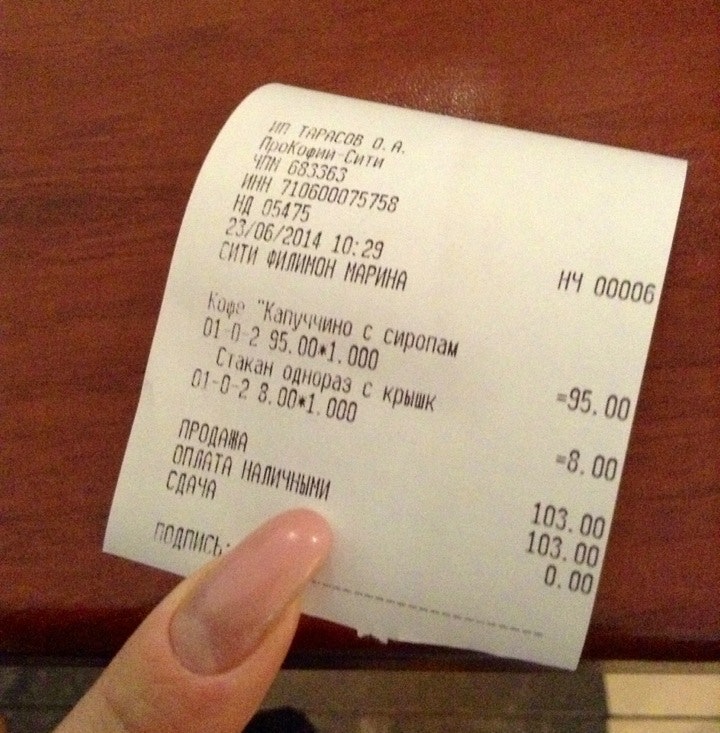 ИП ТАРАСОВ О.А.
ПроКофий-Сити
ЧПН 683363
ИНН 710600075758
НД 05475
23/06/2014 10:29
СИТИ ФИЛИМОН МАРИНА НЧ 00006
Кофе "Капуччино с сиропам
01-0-2 95.00*1.000 =95.00
Стакан однораз с крышк
01-0-2 8.00*1.000 =8.00
ПРОДАЖА 103.00
ОПЛАТА НАЛИЧНЫМИ 103.00
СДАЧА 0.00
ПОДПИСЬ: